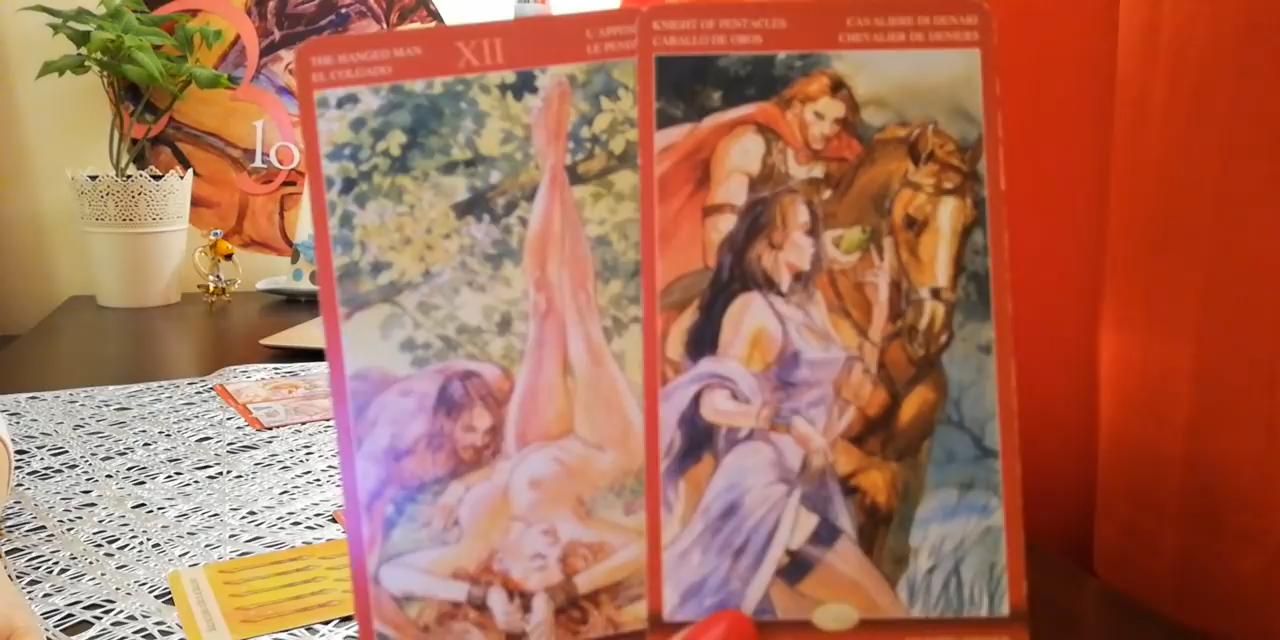 lo
THE HANGED MAN
EL COLGADO
XII
L'APPES
LE PEND
KNIGHT OF PENTACLES
CABALLO DE OROS
CAVALIERE DI DENARI
CHEVALIER DE DENIERS